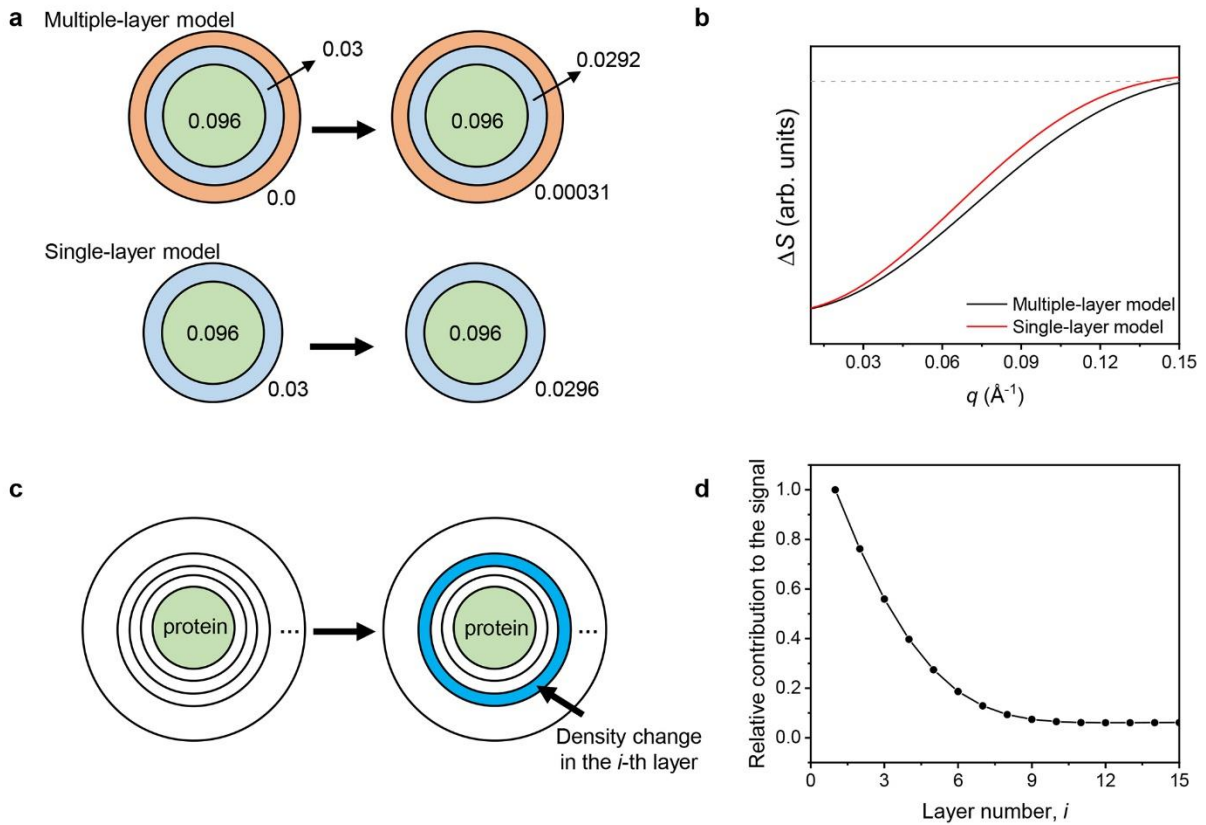 a
Multiple-layer model
0.03
0.0292
0.096
0.096
0.0
0.00031
Single-layer model
0.096
0.096
0.03
0.0296
b
ΔS (arb. units)
Multiple-layer model
Single-layer model
0.03 0.06 0.09 0.12 0.15
q (Å⁻¹)
c
protein
...
protein
...
Density change
in the i-th layer
d
Relative contribution to the signal
1.0
0.8
0.6
0.4
0.2
0.0
0 3 6 9 12 15
Layer number, i